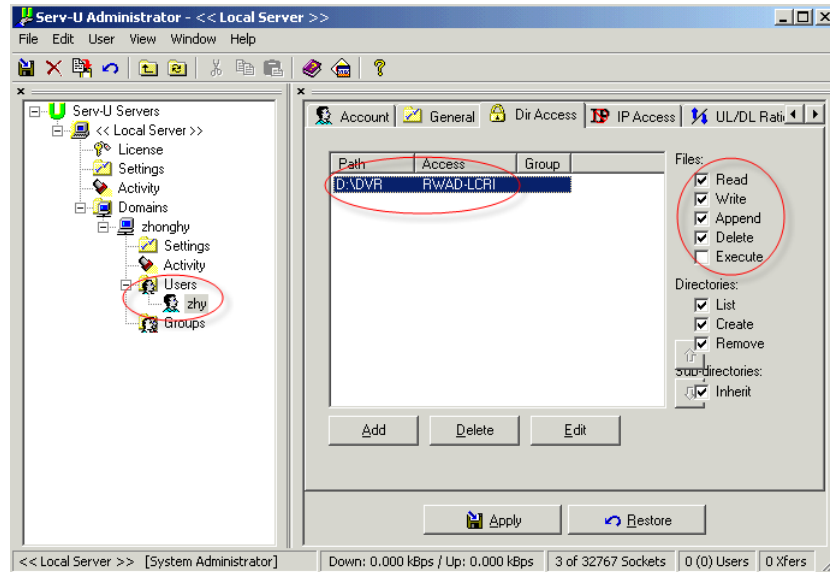 Serv-U Administrator - << Local Server >>
File Edit User View Window Help
Serv-U Servers
<< Local Server >>
License
Settings
Activity
Domains
zhonghy
Settings
Activity
Users
zhy
Groups
Account General Dir Access IP Access UL/DL Rati
Path Access Group
D:\DVR RWAD-LCRI
Files:
Read
Write
Append
Delete
Execute
Directories:
List
Create
Remove
Sub-directories:
Inherit
Add Delete Edit
Apply Restore
<< Local Server >> [System Administrator] Down: 0.000 kBps / Up: 0.000 kBps 3 of 32767 Sockets 0 (0) Users 0 Xfers